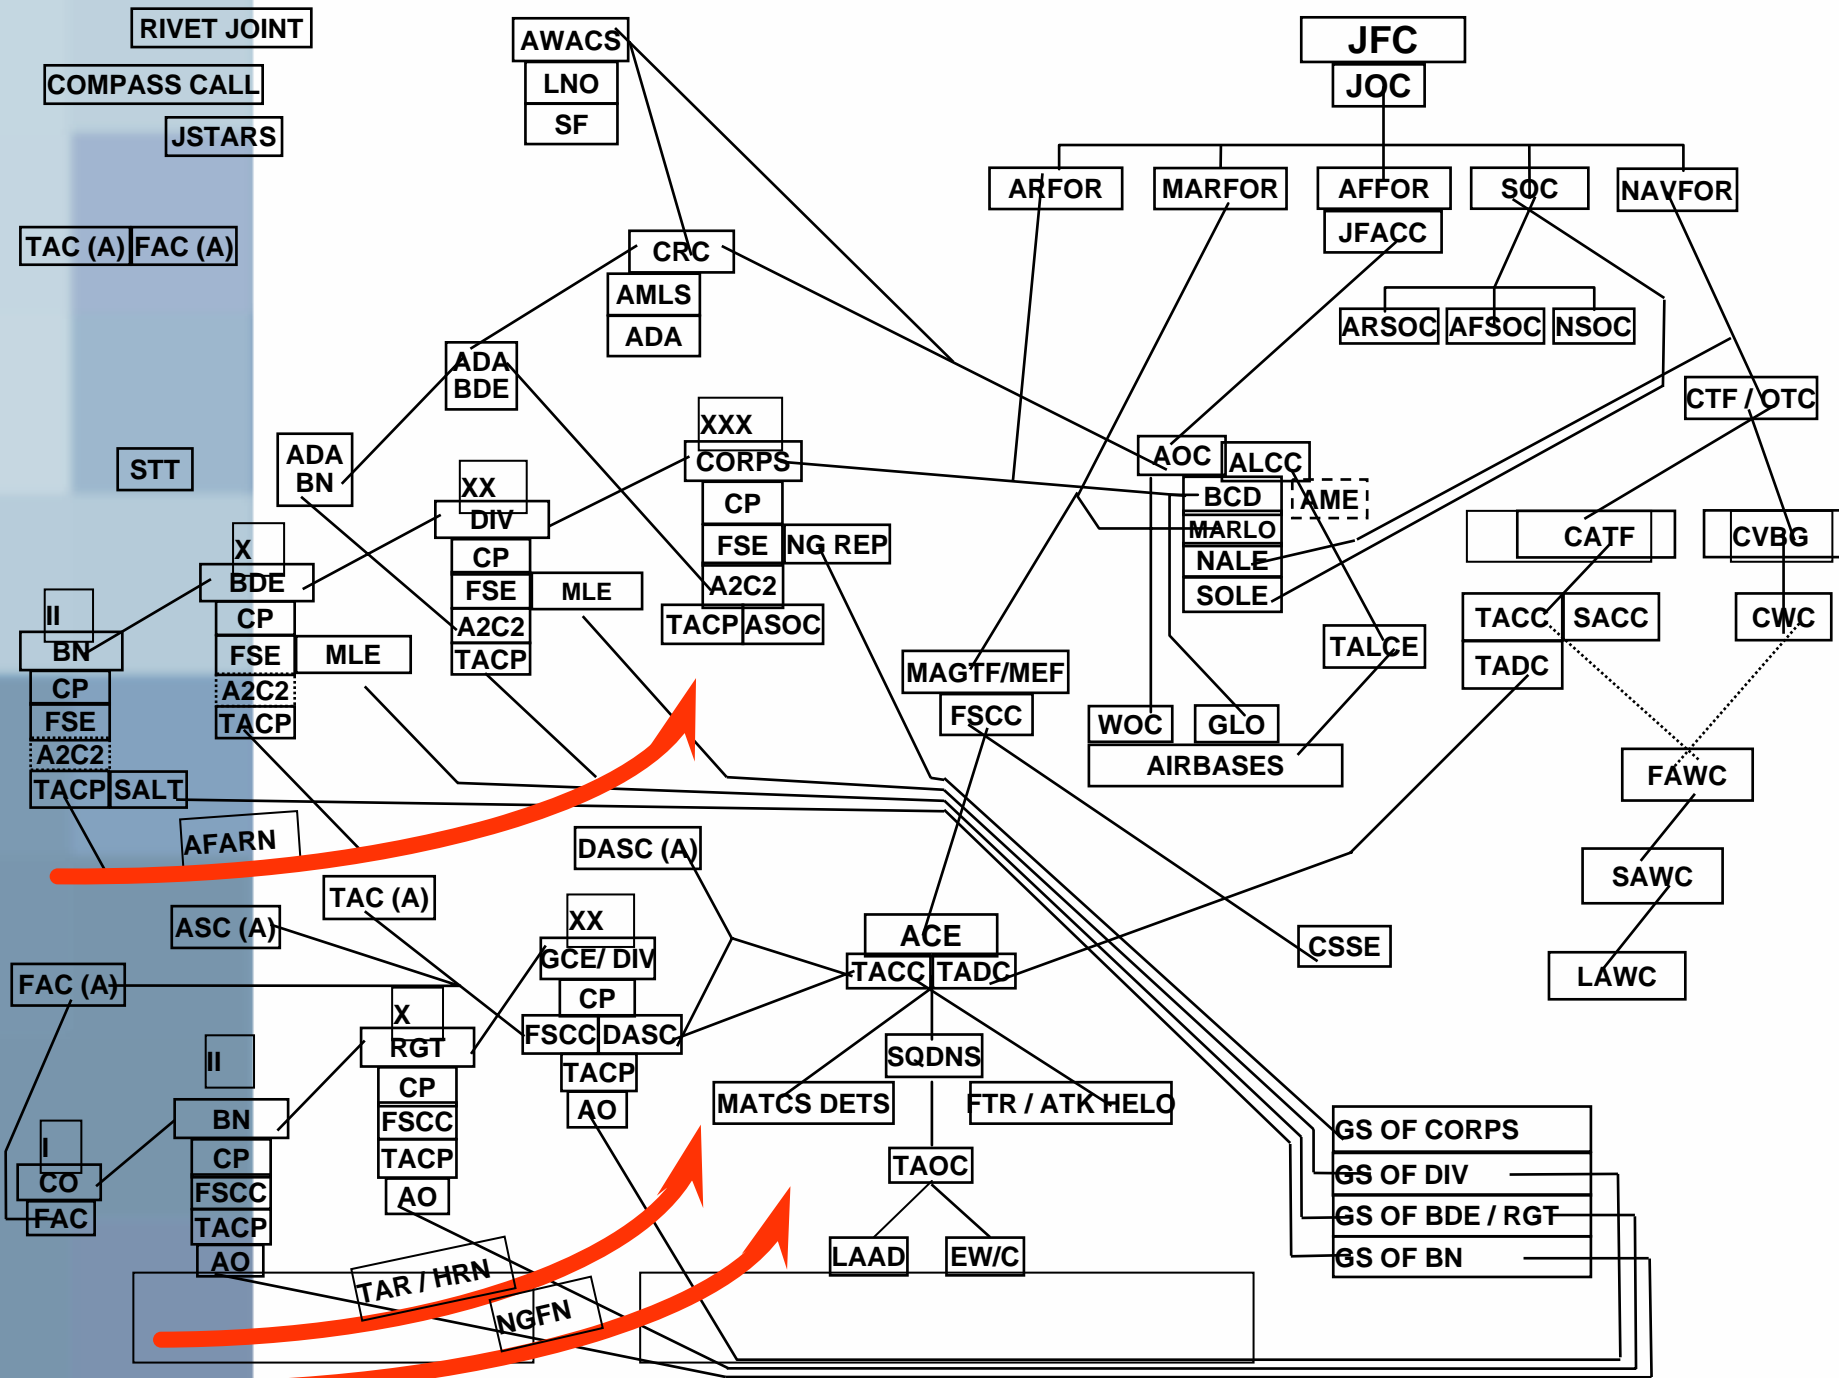 RIVET JOINT
COMPASS CALL
JSTARS
TAC (A)
FAC (A)
STT
AWACS
LNO
SF
JFC
JOC
ARFOR
MARFOR
AFFOR
JFACC
SOC
NAVFOR
ARSOC
AFSOC
NSOC
CRC
AMLS
ADA
ADA
BDE
ADA
BN
XXX
CORPS
CP
FSE
NG REP
A2C2
TACP
ASOC
XX
DIV
CP
FSE
MLE
A2C2
TACP
X
BDE
CP
FSE
MLE
A2C2
TACP
II
BN
CP
FSE
A2C2
TACP
SALT
AOC
ALCC
BCD
AME
MARLO
NALE
SOLE
TALCE
WOC
GLO
AIRBASES
CTF / OTC
CATF
CVBG
TACC
SACC
TADC
CWC
FAWC
SAWC
LAWC
MAGTF/MEF
FSCC
CSSE
AFARN
DASC (A)
TAC (A)
ASC (A)
FAC (A)
XX
GCE/ DIV
CP
FSCC
DASC
TACP
AO
ACE
TACC
TADC
SQDNS
MATCS DETS
FTR / ATK HELO
TAOC
LAAD
EW/C
X
RGT
CP
FSCC
TACP
AO
II
BN
CP
FSCC
TACP
AO
I
CO
FAC
TAR / HRN
NGFN
GS OF CORPS
GS OF DIV
GS OF BDE / RGT
GS OF BN